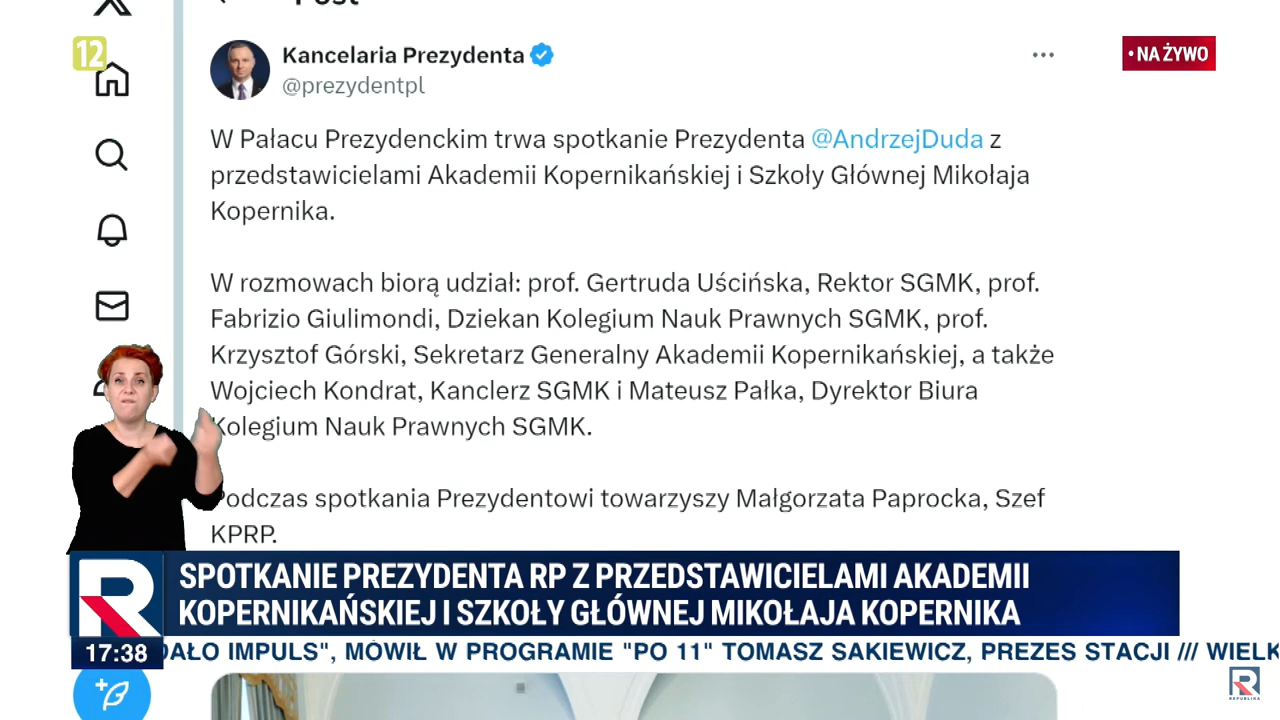 Post
12
Kancelaria Prezydenta
@prezydentpl
• NA ŻYWO
W Pałacu Prezydenckim trwa spotkanie Prezydenta @AndrzejDuda z
przedstawicielami Akademii Kopernikańskiej i Szkoły Głównej Mikołaja
Kopernika.
W rozmowach biorą udział: prof. Gertruda Uścińska, Rektor SGMK, prof.
Fabrizio Giulimondi, Dziekan Kolegium Nauk Prawnych SGMK, prof.
Krzysztof Górski, Sekretarz Generalny Akademii Kopernikańskiej, a także
Wojciech Kondrat, Kanclerz SGMK i Mateusz Pałka, Dyrektor Biura
Kolegium Nauk Prawnych SGMK.
Podczas spotkania Prezydentowi towarzyszy Małgorzata Paprocka, Szef
KPRP.
R
SPOTKANIE PREZYDENTA RP Z PRZEDSTAWICIELAMI AKADEMII
KOPERNIKAŃSKIEJ I SZKOŁY GŁÓWNEJ MIKOŁAJA KOPERNIKA
17:38
DAŁO IMPULS", MÓWIŁ W PROGRAMIE "PO 11" TOMASZ SAKIEWICZ, PREZES STACJI /// WIELK
R
REPUBLIKA